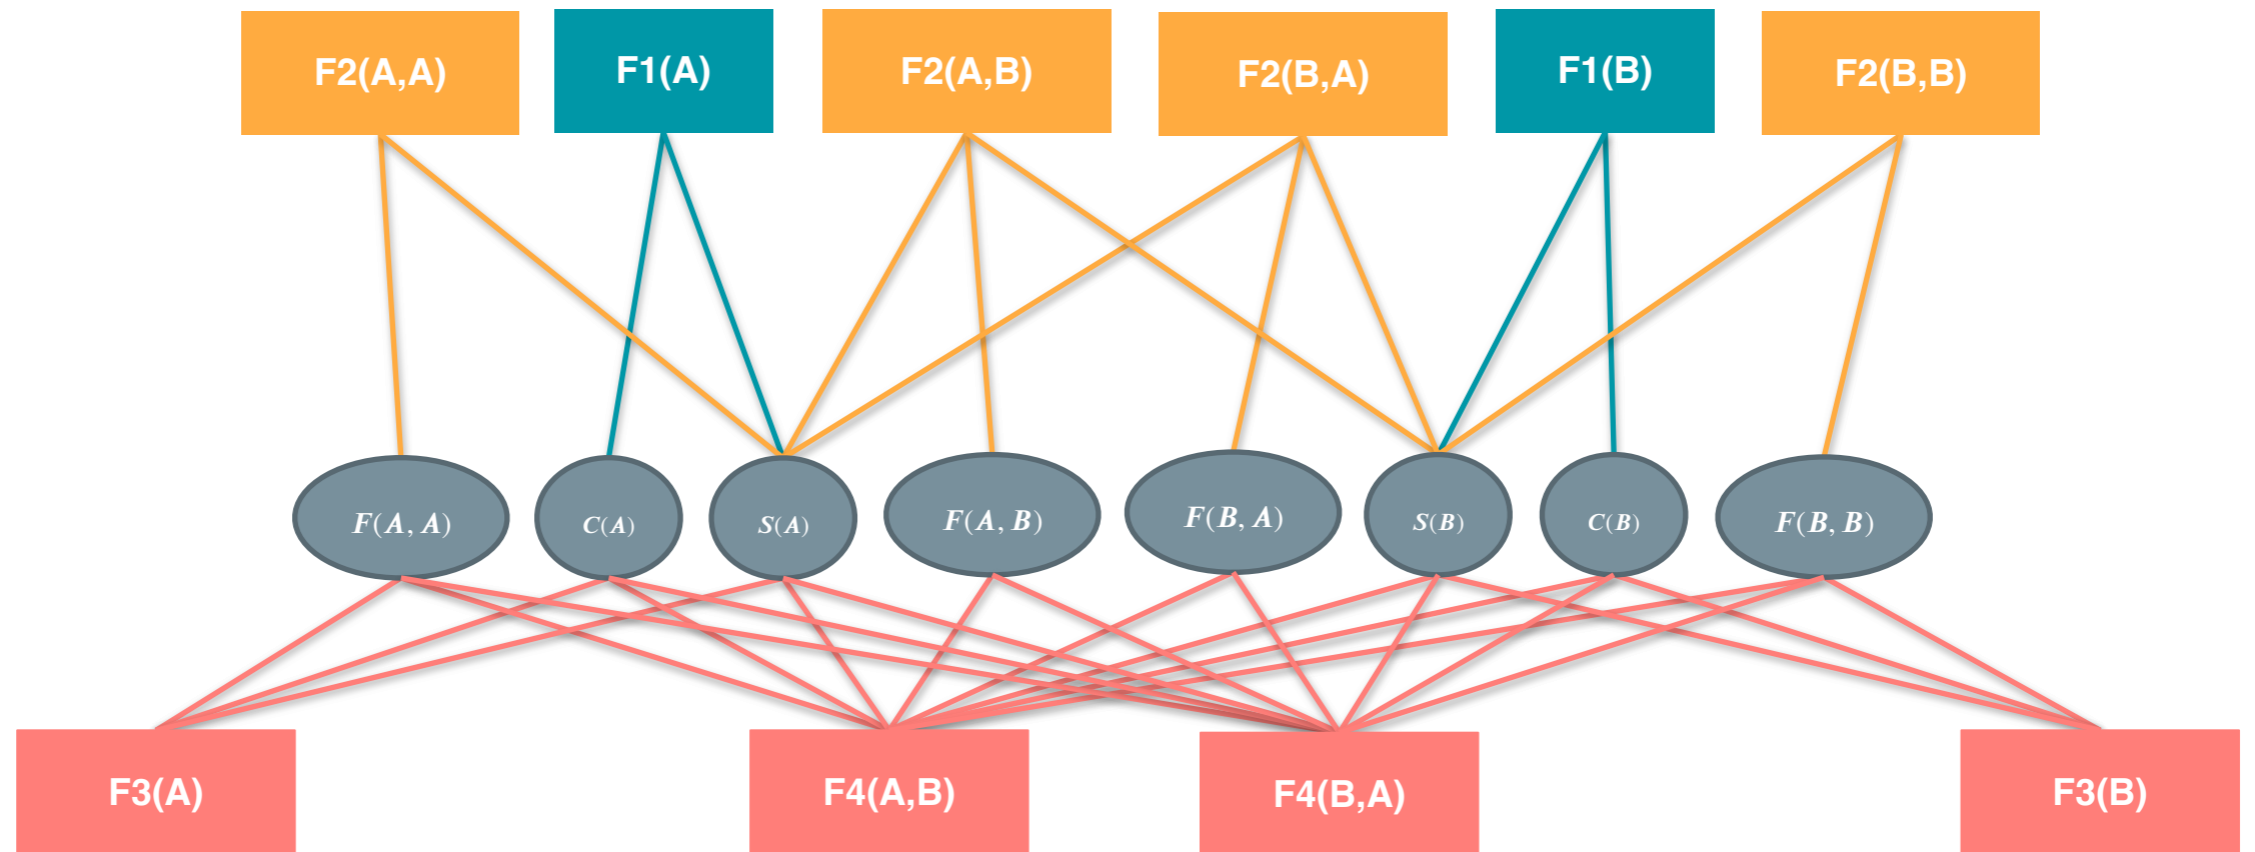 F2(A,A)
F1(A)
F2(A,B)
F2(B,A)
F1(B)
F2(B,B)
F(A, A)
C(A)
S(A)
F(A, B)
F(B, A)
S(B)
C(B)
F(B, B)
F3(A)
F4(A,B)
F4(B,A)
F3(B)